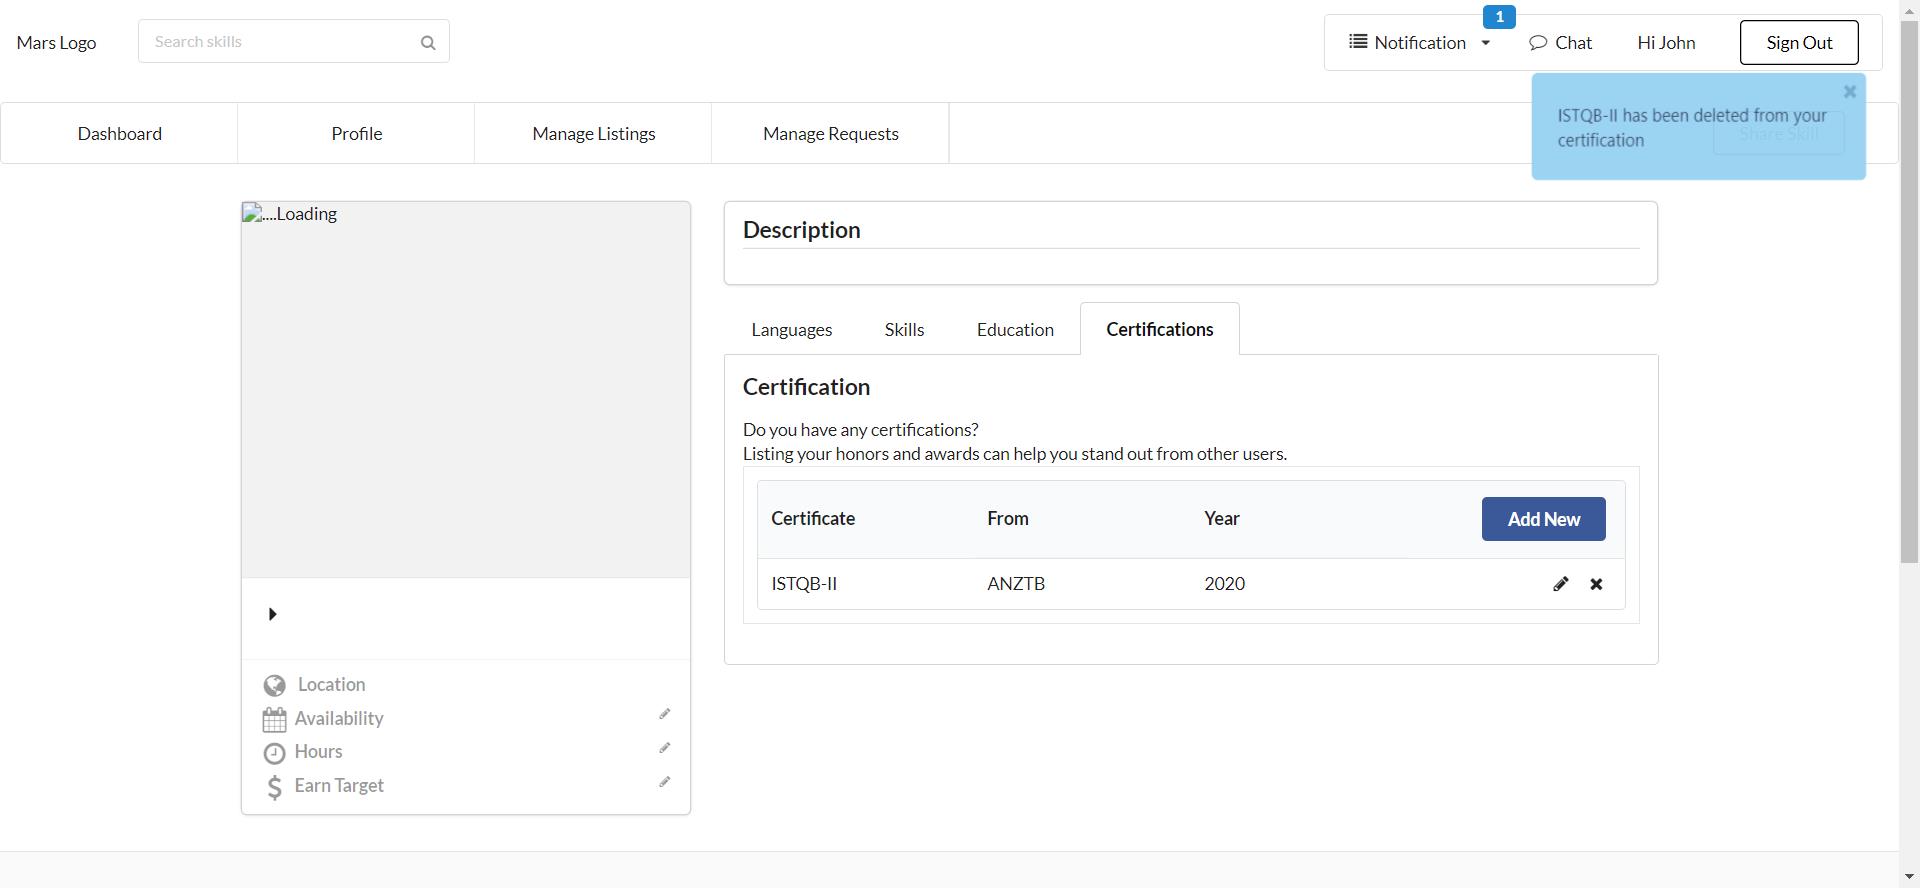 Mars Logo
Search skills
Notification
1
Chat
Hi John
Sign Out
Dashboard
Profile
Manage Listings
Manage Requests
Share Skill
ISTQB-II has been deleted from your
certification
....Loading
Description
Languages
Skills
Education
Certifications
Certification
Do you have any certifications?
Listing your honors and awards can help you stand out from other users.
Certificate From Year Add New
ISTQB-II ANZTB 2020
Location
Availability
Hours
Earn Target